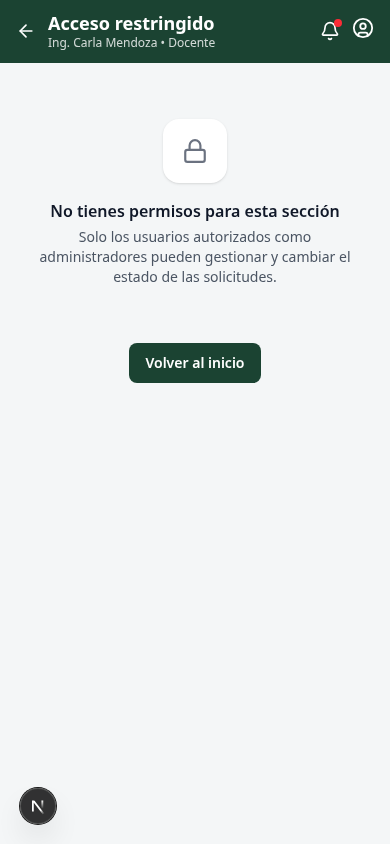 Acceso restringido
Ing. Carla Mendoza • Docente
No tienes permisos para esta sección
Solo los usuarios autorizados como
administradores pueden gestionar y cambiar el
estado de las solicitudes.
Volver al inicio
N